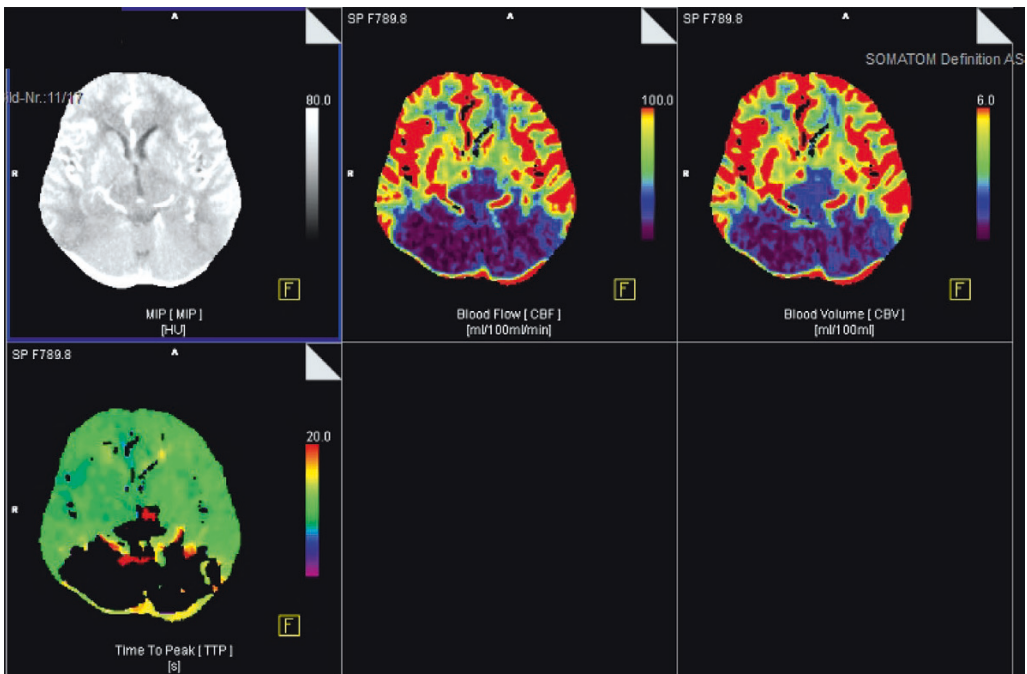 A
ld-Nr.:11/17
80.0
R
F
MIP [ MIP ]
[HU]
SP F789.8
A
100.0
R
F
Blood Flow [ CBF ]
[ml/100ml/min]
SP F789.8
A
SOMATOM Definition AS
6.0
R
F
Blood Volume [ CBV ]
[ml/100ml]
SP F789.8
A
20.0
R
F
Time To Peak [ TTP ]
[s]